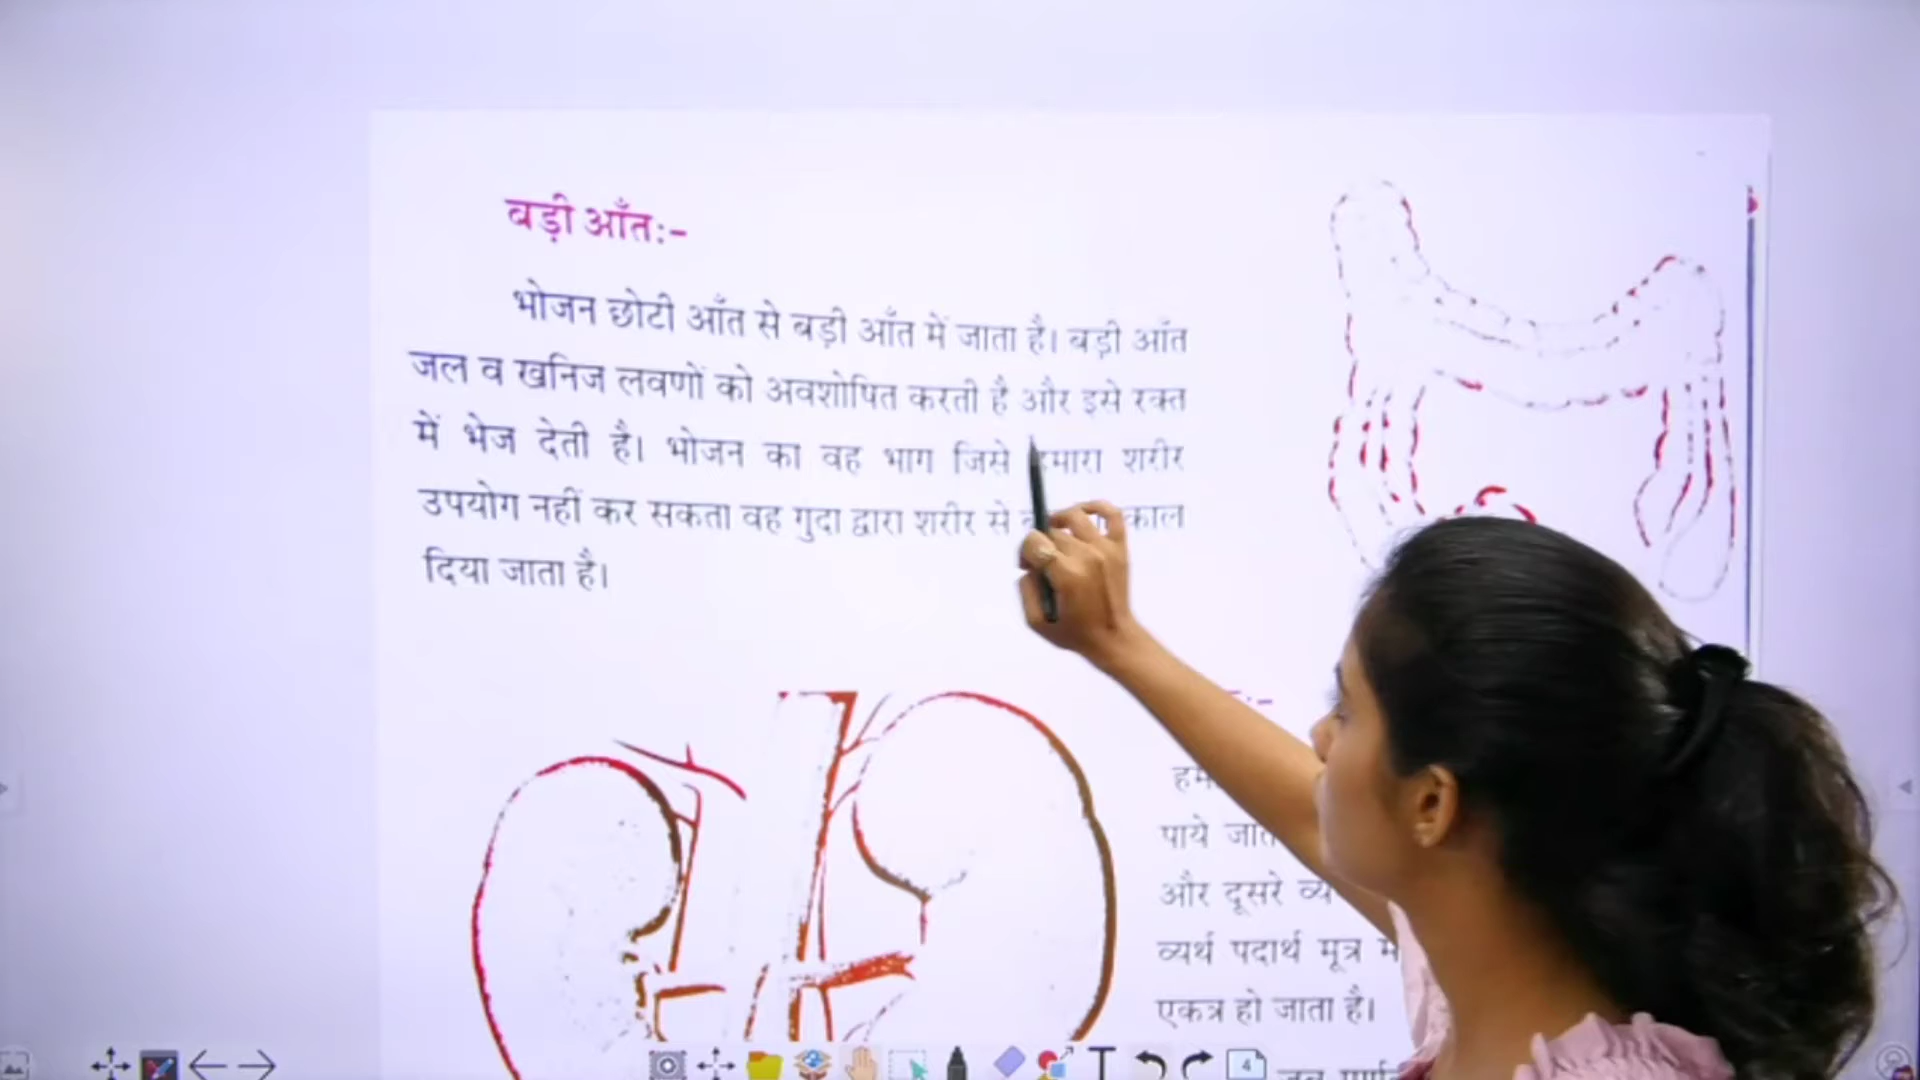 बड़ी आँत:-
भोजन छोटी आँत से बड़ी आँत में जाता है। बड़ी आँत
जल व खनिज लवणों को अवशोषित करती है और इसे रक्त
में भेज देती है। भोजन का वह भाग जिसे शरीर
उपयोग नहीं कर सकता वह गुदा द्वारा शरीर से
दिया जाता है।
पाये
और दूसरे
व्यर्थ पदार्थ मूत्र
एकत्र हो जाता है।
4
T